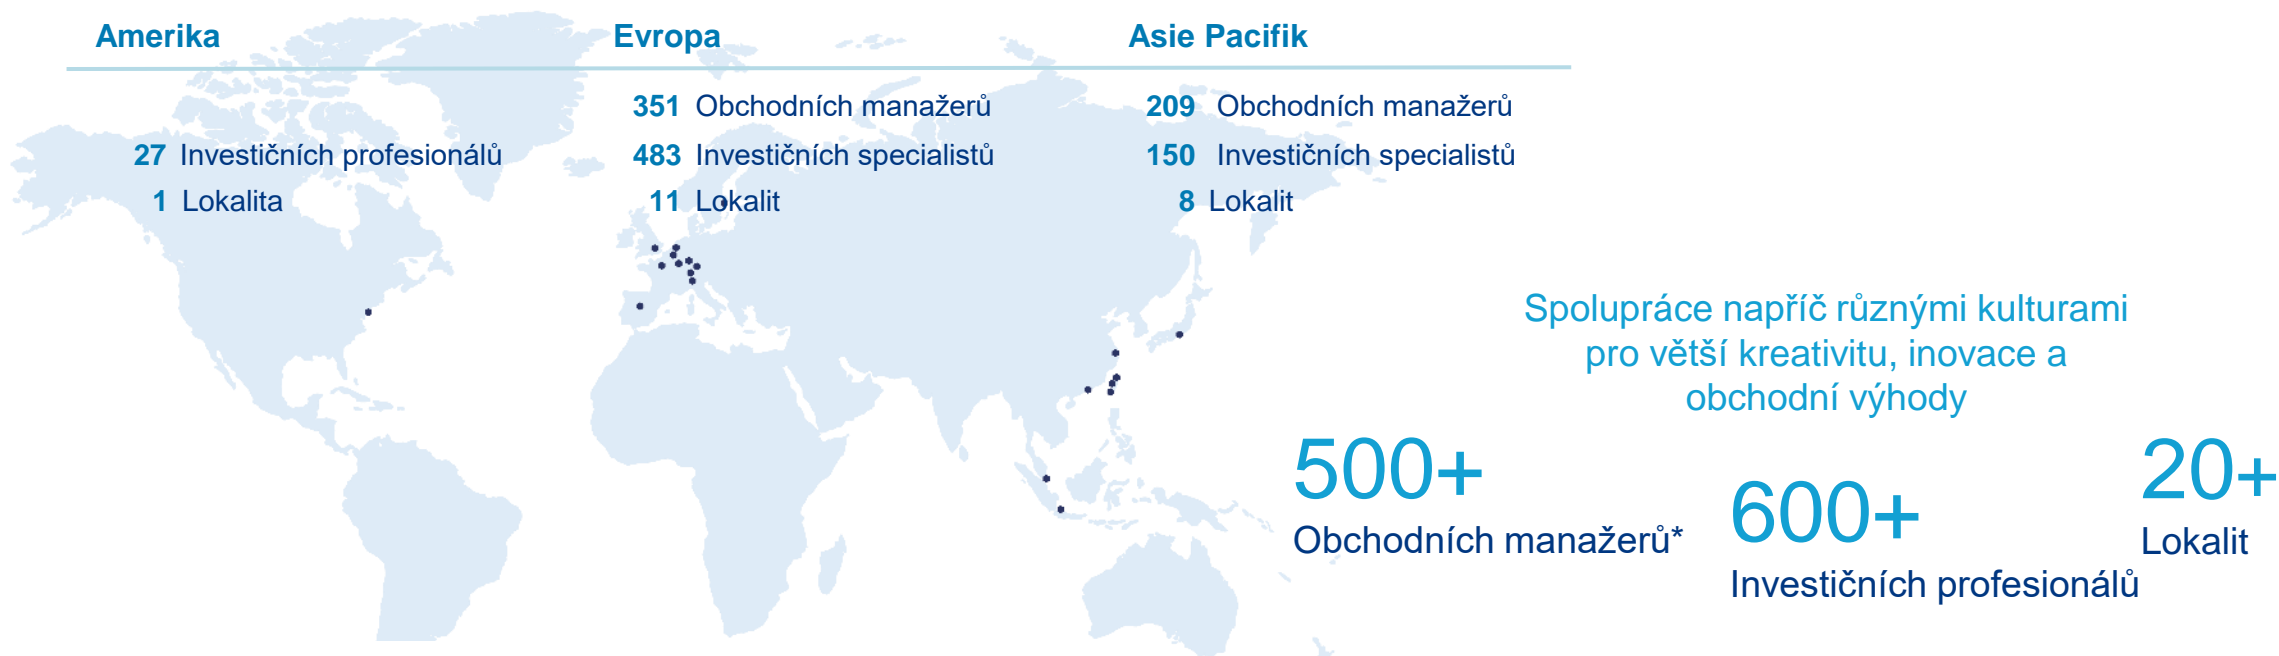 Amerika
27 Investičních profesionálů
1 Lokalita
Evropa
351 Obchodních manažerů
483 Investičních specialistů
11 Lokalit
Asie Pacifik
209 Obchodních manažerů
150 Investičních specialistů
8 Lokalit
Spolupráce napříč různými kulturami
pro větší kreativitu, inovace a
obchodní výhody
500+
Obchodních manažerů*
600+
Investičních profesionálů
20+
Lokalit